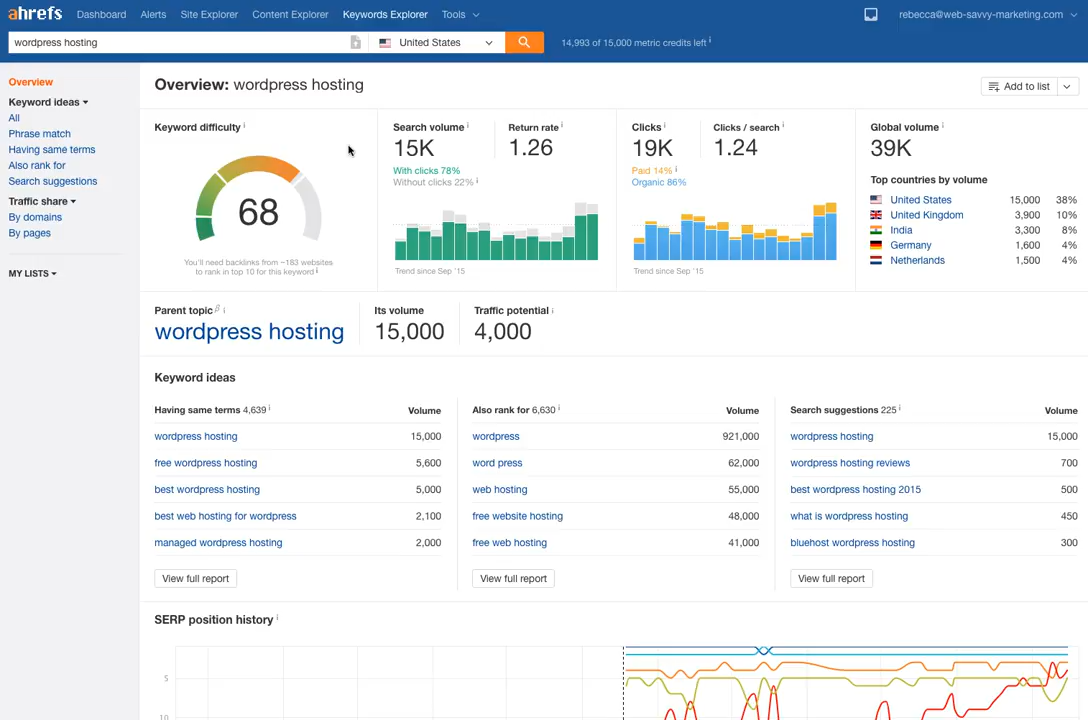 ahrefs Dashboard Alerts Site Explorer Content Explorer Keywords Explorer Tools rebecca@web-savvy-marketing.com
wordpress hosting United States 14,993 of 15,000 metric credits left i
Overview
Keyword ideas
All
Phrase match
Having same terms
Also rank for
Search suggestions
Traffic share
By domains
By pages
MY LISTS
Overview: wordpress hosting Add to list
Keyword difficulty i
68
You'll need backlinks from ~183 websites
to rank in top 10 for this keyword i
Search volume i Return rate i
15K 1.26
With clicks 78%
Without clicks 22% i
Trend since Sep '15
Clicks i Clicks / search i
19K 1.24
Paid 14% i
Organic 86%
Trend since Sep '15
Global volume i
39K
Top countries by volume
United States 15,000 38%
United Kingdom 3,900 10%
India 3,300 8%
Germany 1,600 4%
Netherlands 1,500 4%
Parent topic i Its volume Traffic potential i
wordpress hosting 15,000 4,000
Keyword ideas
Having same terms 4,639 i Volume
wordpress hosting 15,000
free wordpress hosting 5,600
best wordpress hosting 5,000
best web hosting for wordpress 2,100
managed wordpress hosting 2,000
View full report
Also rank for 6,630 i Volume
wordpress 921,000
word press 62,000
web hosting 55,000
free website hosting 48,000
free web hosting 41,000
View full report
Search suggestions 225 i Volume
wordpress hosting 15,000
wordpress hosting reviews 700
best wordpress hosting 2015 500
what is wordpress hosting 450
bluehost wordpress hosting 300
View full report
SERP position history i
5
10